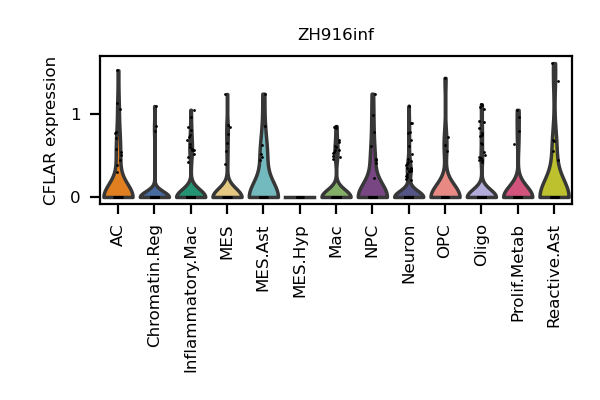 ZH916inf
CFLAR expression
1
0
AC
Chromatin.Reg
Inflammatory.Mac
MES
MES.Ast
MES.Hyp
Mac
NPC
Neuron
OPC
Oligo
Prolif.Metab
Reactive.Ast